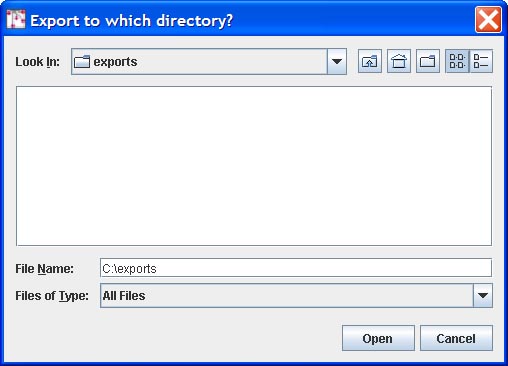 Export to which directory?
Look In: exports
File Name: C:\exports
Files of Type: All Files
Open Cancel